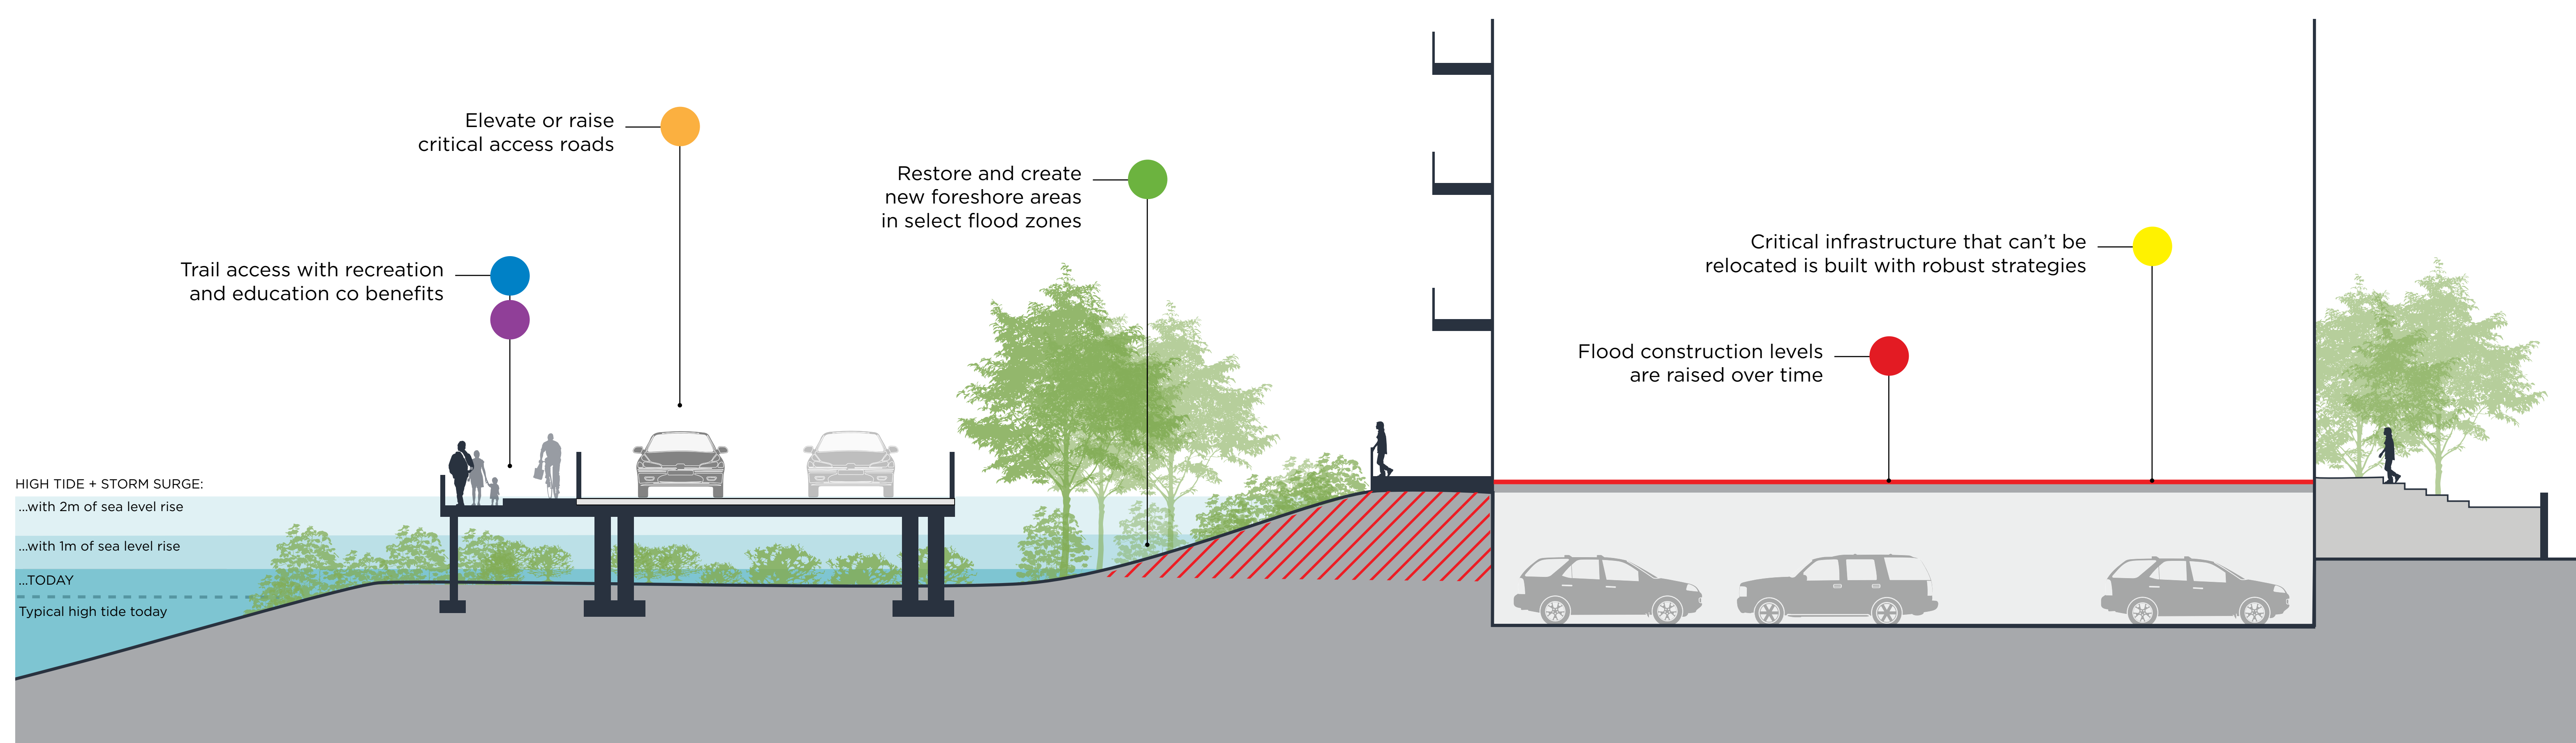 Elevate or raise
critical access roads
Restore and create
new foreshore areas
in select flood zones
Trail access with recreation
and education co benefits
Critical infrastructure that can’t be
relocated is built with robust strategies
Flood construction levels
are raised over time
HIGH TIDE + STORM SURGE:
...with 2m of sea level rise
...with 1m of sea level rise
...TODAY
Typical high tide today